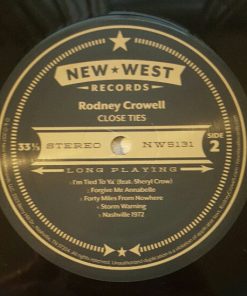 NEW ★ WEST
RECORDS
Rodney Crowell
CLOSE TIES
33⅓ STEREO NW5131 SIDE 2
LONG PLAYING
I'm Tied To Ya' (feat. Sheryl Crow)
Forgive Me Annabelle
Forty Miles From Nowhere
Storm Warning
Nashville 1972